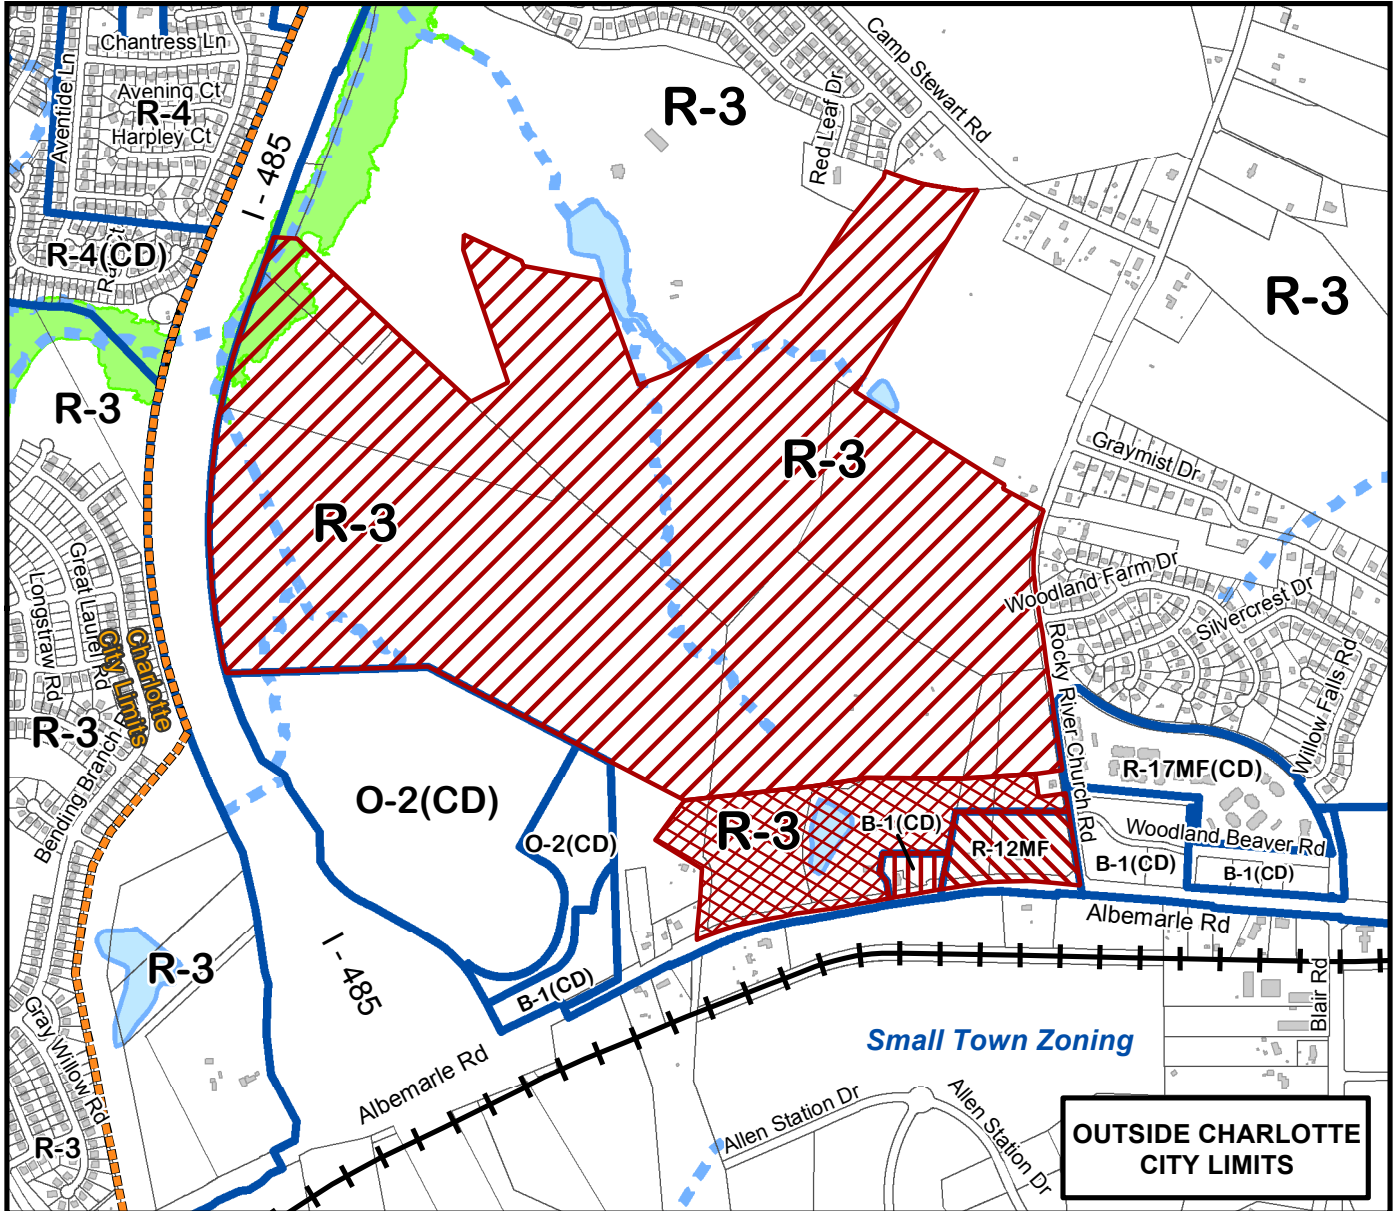 Chantress Ln
Avening Ct
R-4
Harpley Ct
Aventide Ln
I - 485
R-4(CD)
R-3
Camp Stewart Rd
Red Leaf Dr
R-3
R-3
R-3
R-3
Graymist Dr
Woodland Farm Dr
Silvercrest Dr
Willow Falls Rd
Rocky River Church Rd
Great Laurel Rd
Longstraw Rd
Charlotte
City Limits
R-3
Bending Branch
O-2(CD)
O-2(CD)
R-3
B-1(CD)
R-12MF
R-17MF(CD)
Woodland Beaver Rd
B-1(CD)
B-1(CD)
Albemarle Rd
R-3
I - 485
B-1(CD)
Blair Rd
Gray Willow Rd
Albemarle Rd
Small Town Zoning
Allen Station Dr
Allen Station Dr
R-3
OUTSIDE CHARLOTTE
CITY LIMITS